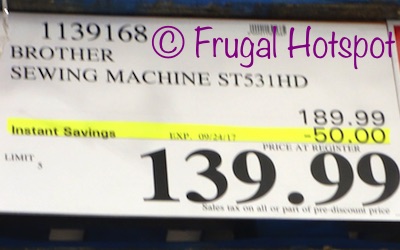 1139168
© Frugal Hotspot
BROTHER
SEWING MACHINE ST531HD
189.99
Instant Savings EXP. 09/24/17 -50.00
PRICE AT REGISTER
LIMIT
5
139.99
Sales tax on all or part of pre-discount price